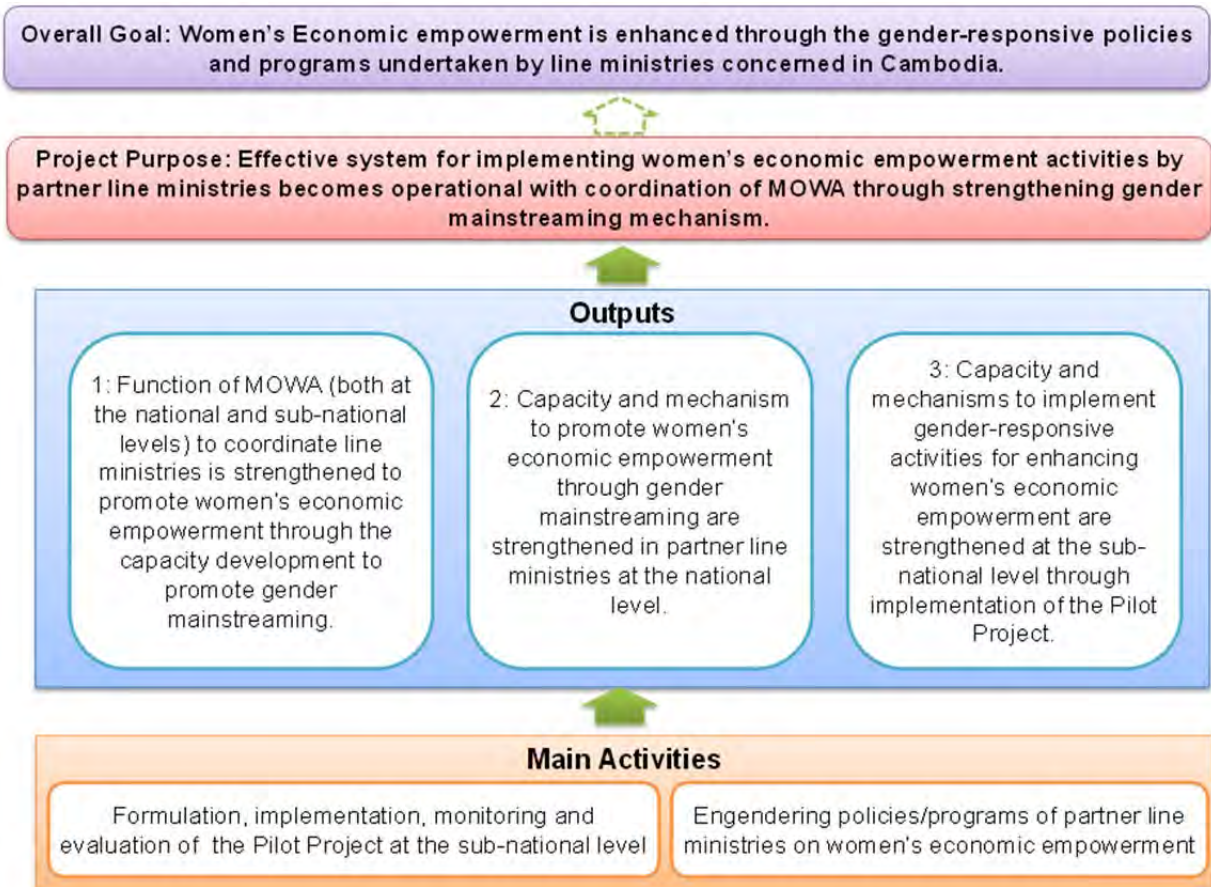 Overall Goal: Women's Economic empowerment is enhanced through the gender-responsive policies
and programs undertaken by line ministries concerned in Cambodia.
Project Purpose: Effective system for implementing women's economic empowerment activities by
partner line ministries becomes operational with coordination of MOWA through strengthening gender
mainstreaming mechanism.
Outputs
1: Function of MOWA (both at
the national and sub-national
levels) to coordinate line
ministries is strengthened to
promote women's economic
empowerment through the
capacity development to
promote gender
mainstreaming.
2: Capacity and mechanism
to promote women's
economic empowerment
through gender
mainstreaming are
strengthened in partner line
ministries at the national
level.
3: Capacity and
mechanisms to implement
gender-responsive
activities for enhancing
women's economic
empowerment are
strengthened at the sub-
national level through
implementation of the Pilot
Project.
Main Activities
Formulation, implementation, monitoring and
evaluation of the Pilot Project at the sub-national level
Engendering policies/programs of partner line
ministries on women's economic empowerment